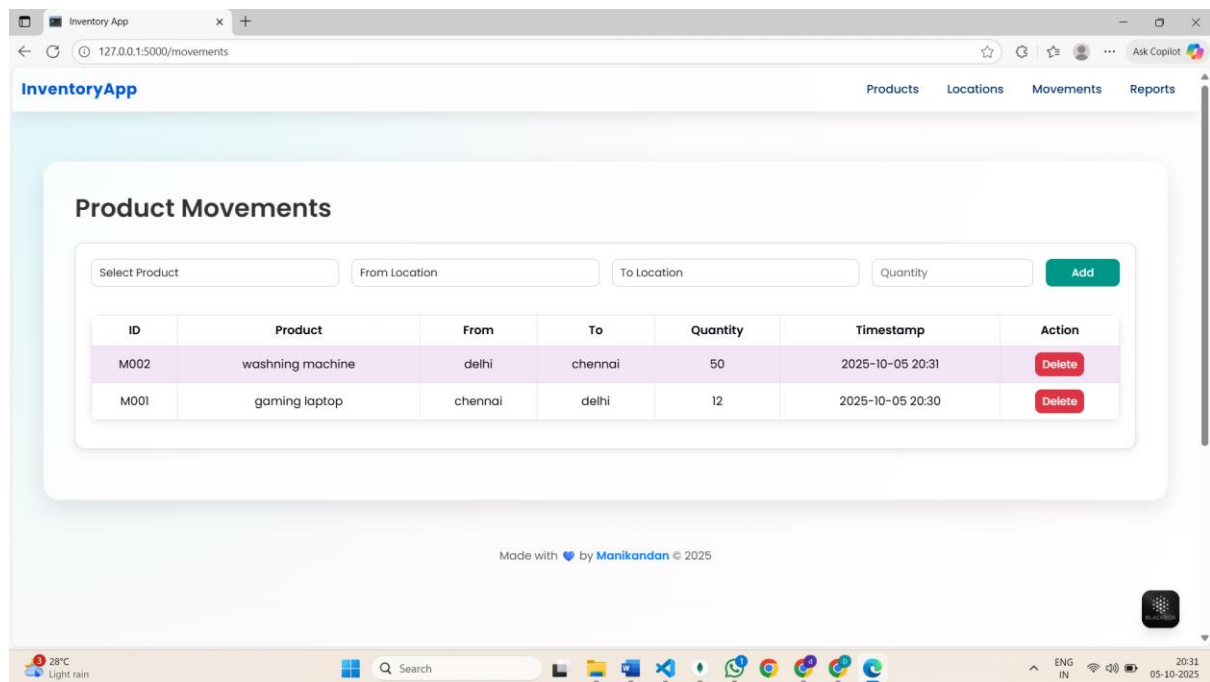 Inventory App
127.0.0.1:5000/movements
Ask Copilot
InventoryApp Products Locations Movements Reports
Product Movements
Select Product From Location To Location Quantity Add
ID Product From To Quantity Timestamp Action
M002 washning machine delhi chennai 50 2025-10-05 20:31 Delete
M001 gaming laptop chennai delhi 12 2025-10-05 20:30 Delete
Made with 💙 by Manikandan © 2025
BLACKBOX
3 28°C Search ENG 20:31
Light rain IN 05-10-2025